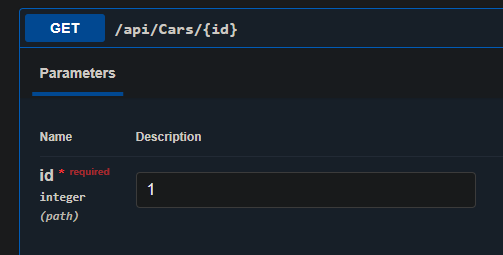 GET /api/Cars/{id}
Parameters
Name Description
id * required
integer
(path)
1